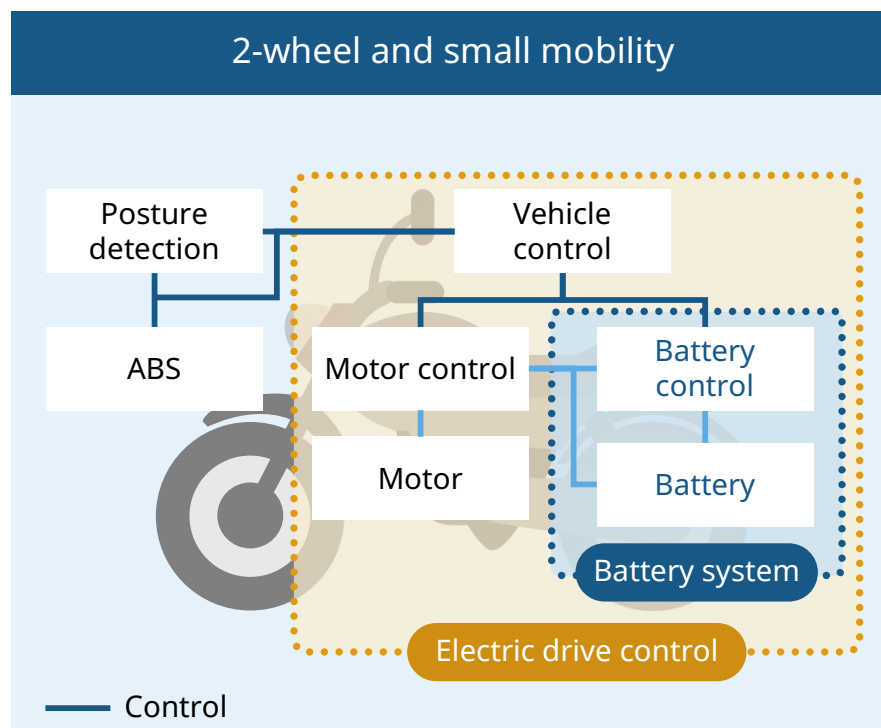 2-wheel and small mobility
Posture
detection
Vehicle
control
ABS
Motor control
Battery
control
Motor
Battery
Battery system
Electric drive control
Control